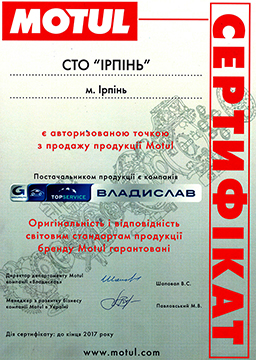 MOTUL
СЕРТИФІКАТ
СТО "ІРПІНЬ"
м. Ірпінь
є авторизованою точкою
з продажу продукції Motul
Постачальником продукції є компанія
TOPSERVICE ВЛАДИСЛАВ
Оригінальність і відповідність
світовим стандартам продукції
бренду Motul гарантовані
Директор департаменту Motul
компанії «Владислав»
Шаповал В.С.
Менеджер з розвитку бізнесу
компанії Motul в Україні
Павловський М.В.
Дія сертифікату: до кінця 2017 року
www.motul.com